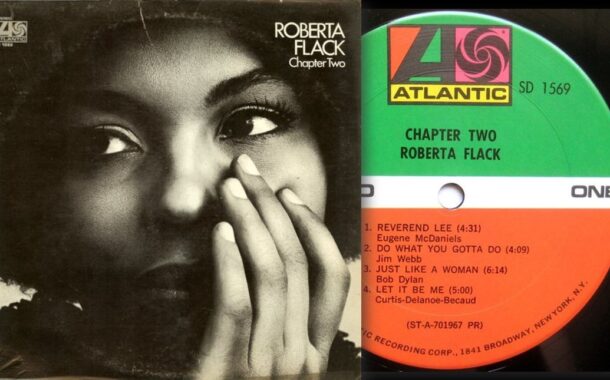 ATLANTIC
ROBERTA
FLACK
Chapter Two
ATLANTIC
SD 1569
CHAPTER TWO
ROBERTA FLACK
ONE
1. REVEREND LEE (4:31)
Eugene McDaniels
2. DO WHAT YOU GOTTA DO (4:09)
Jim Webb
3. JUST LIKE A WOMAN (6:14)
Bob Dylan
4. LET IT BE ME (5:00)
Curtis-Delanoe-Becaud
(ST-A-701967 PR)
RECORDING CORP., 1841 BROADWAY, NEW YORK, N.Y.